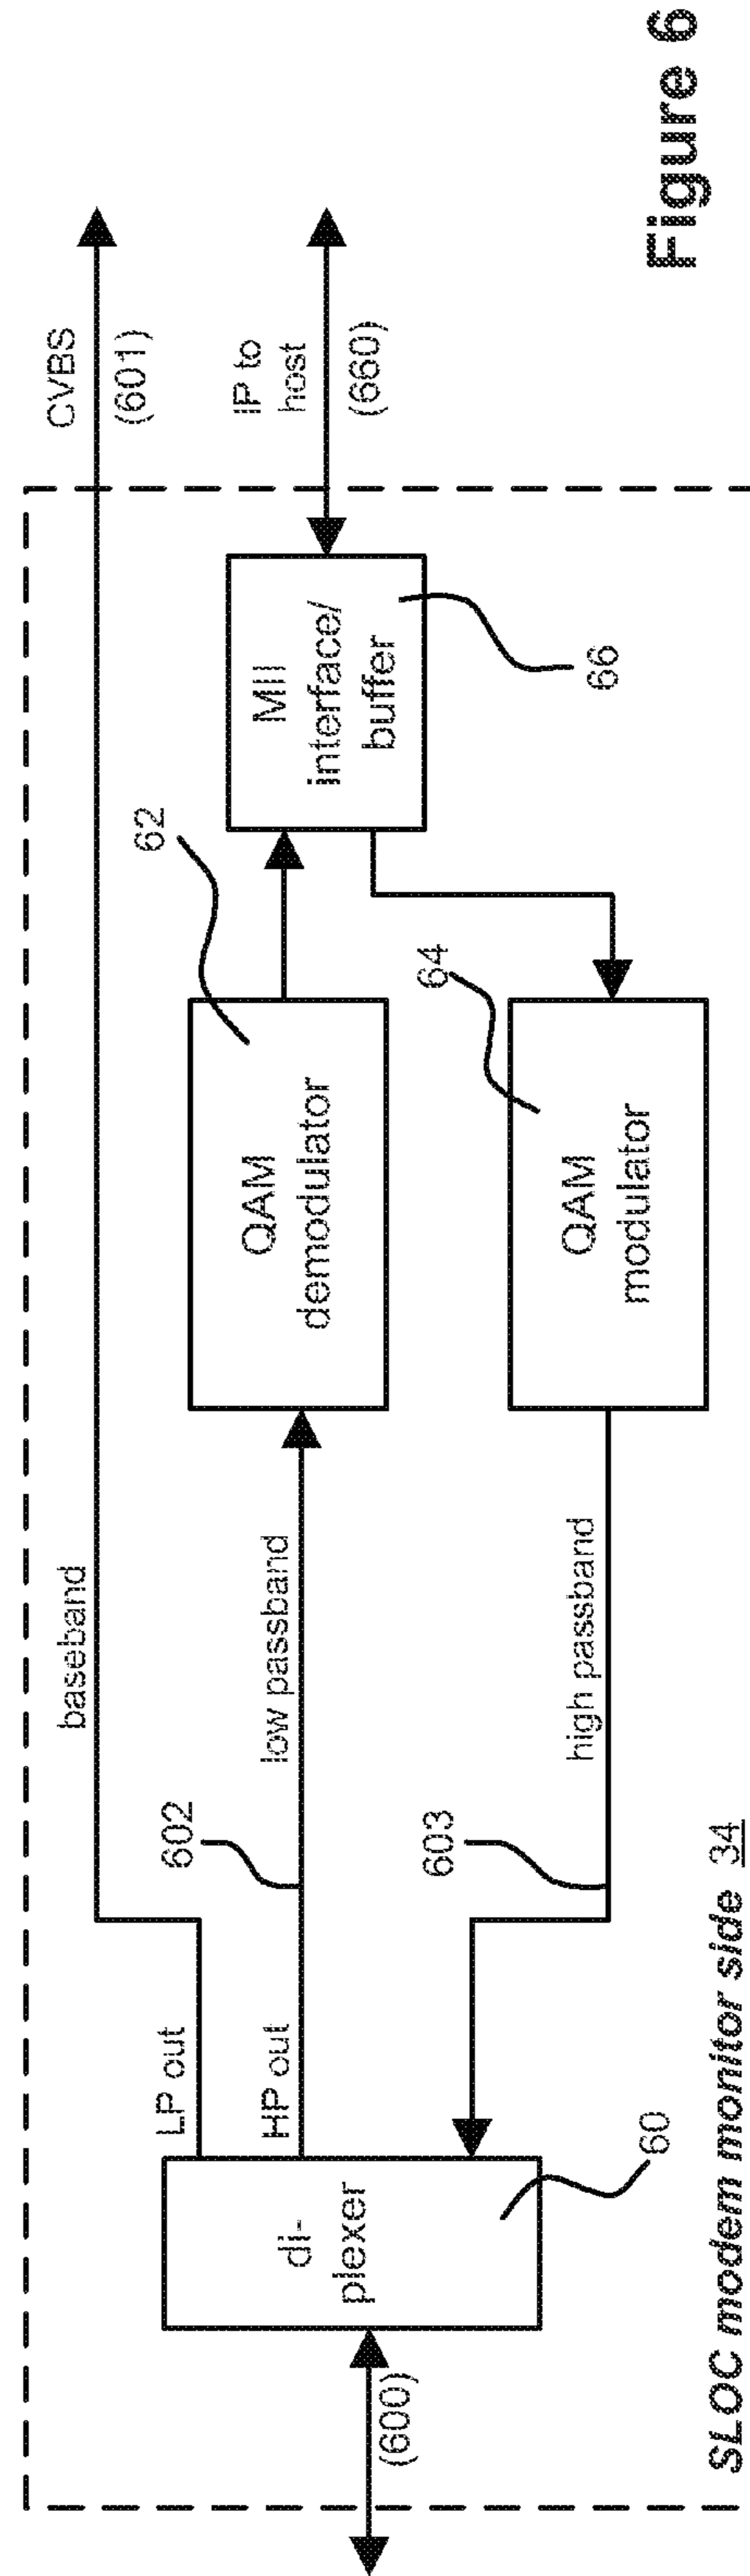 SLOC modem monitor side 34
(600)
di-
plexer
60
LP out
HP out
602
603
baseband
low passband
high passband
QAM
demodulator
62
QAM
modulator
64
MII
interface/
buffer
66
CVBS
(601)
IP to
host
(660)
Figure 6